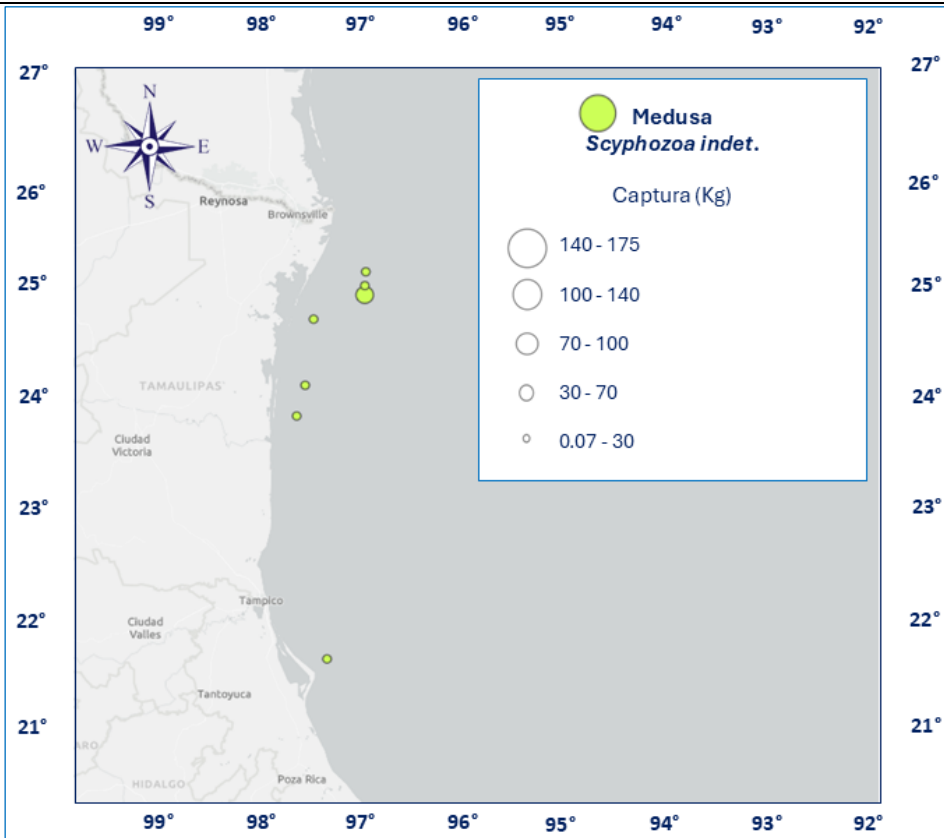 99° 98° 97° 96° 95° 94° 93° 92°
27° 27°
N
W E
S
Medusa
Scyphozoa indet.
Captura (Kg)
140 - 175
100 - 140
70 - 100
30 - 70
0.07 - 30
26° 26°
Reynosa
Brownsville
25° 25°
TAMAULIPAS
24° 24°
Ciudad
Victoria
23° 23°
Tampico
22° 22°
Ciudad
Valles
Tantoyuca
21° 21°
ARO
HIDALGO
Poza Rica
99° 98° 97° 96° 95° 94° 93° 92°